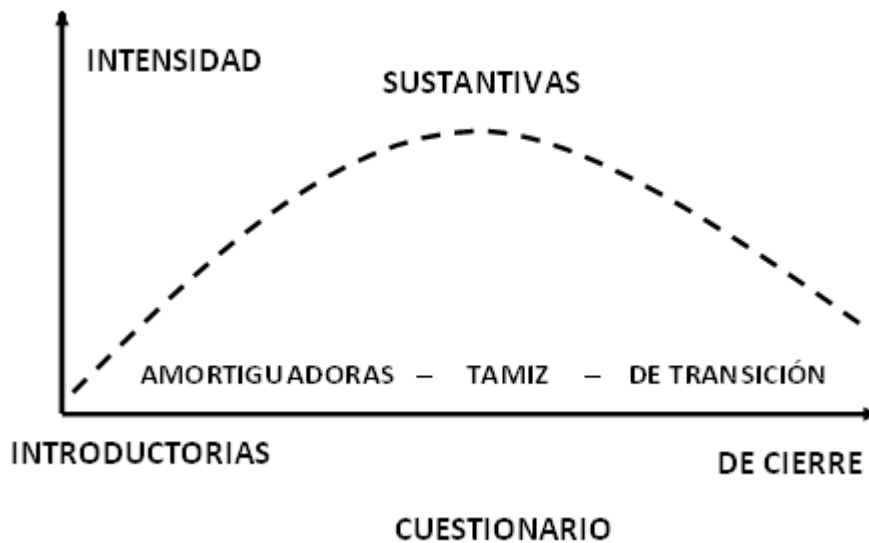 INTENSIDAD
SUSTANTIVAS
AMORTIGUADORAS – TAMIZ – DE TRANSICIÓN
INTRODUCTORIAS
DE CIERRE
CUESTIONARIO